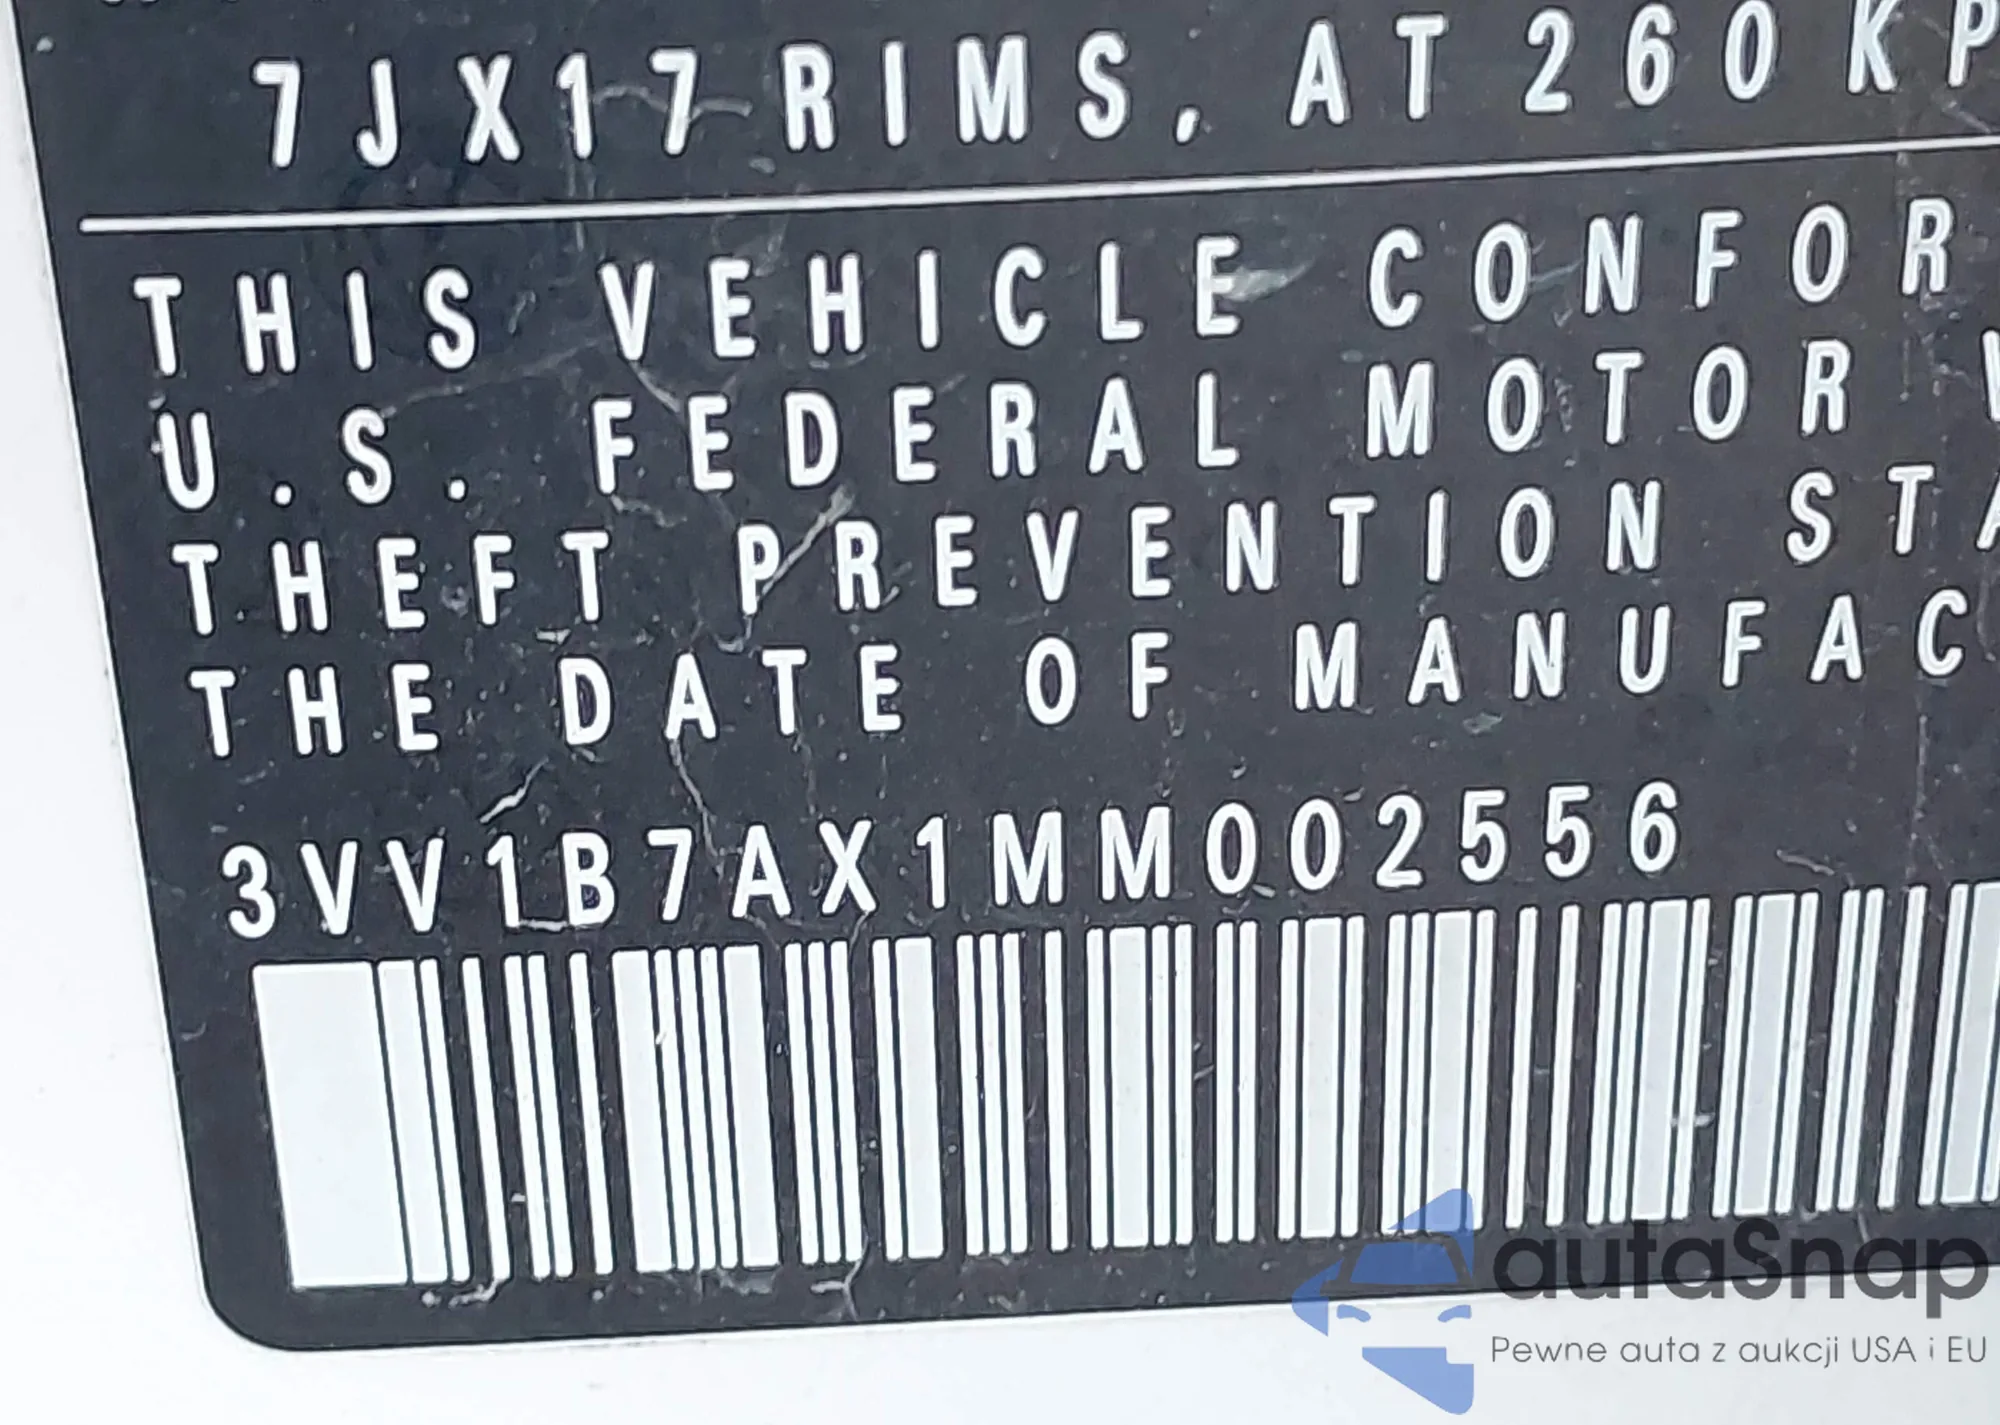 7JX17 RIMS, AT 260 KP
THIS VEHICLE CONFOR
U.S. FEDERAL MOTOR V
THEFT PREVENTION STA
THE DATE OF MANUFAC
3VV1B7AX1MM002556
autaSnap
Pewne auta z aukcji USA i EU